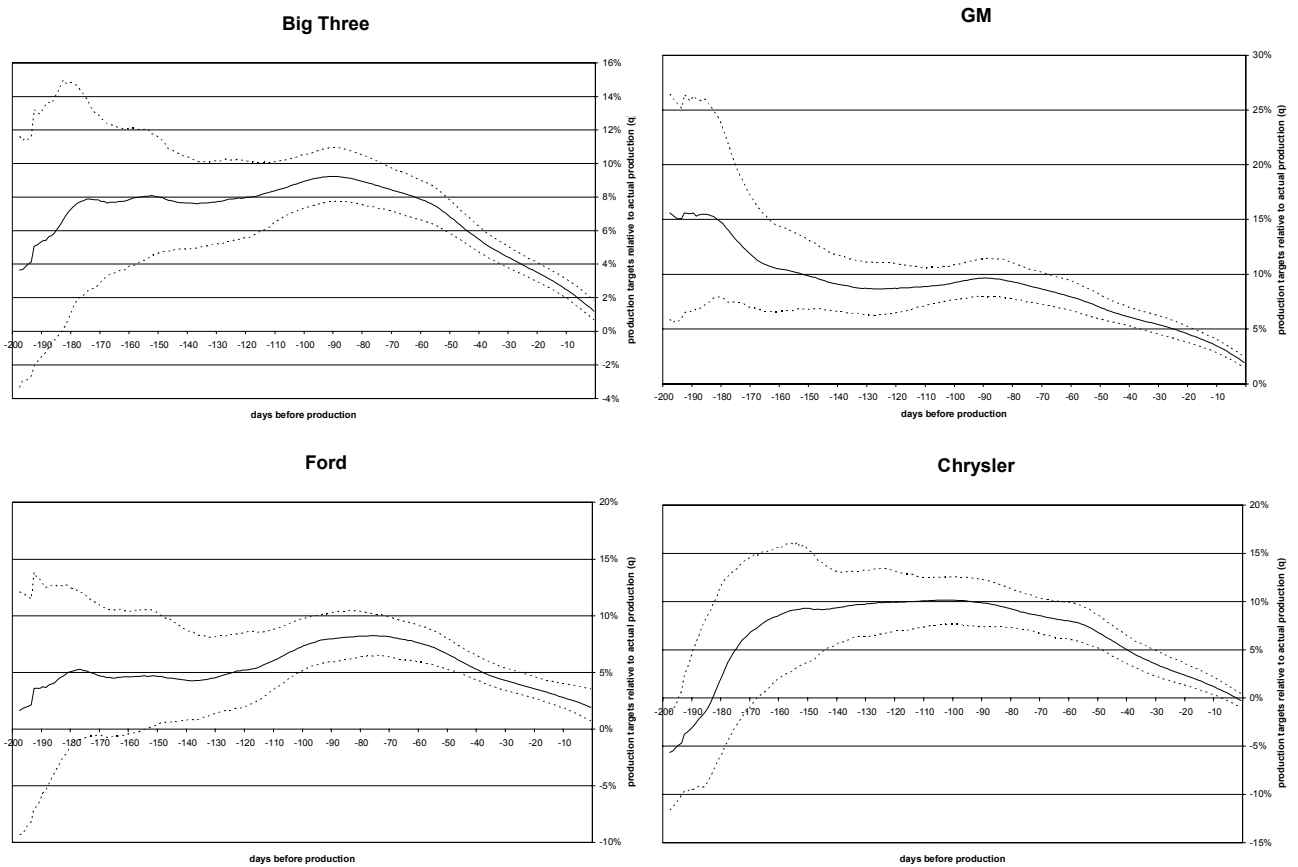 Big Three
16%
14%
12%
10%
8%
6%
4%
2%
0%
-2%
-4%
-200 -190 -180 -170 -160 -150 -140 -130 -120 -110 -100 -90 -80 -70 -60 -50 -40 -30 -20 -10
production targets relative to actual production (q)
days before production
GM
30%
25%
20%
15%
10%
5%
0%
-200 -190 -180 -170 -160 -150 -140 -130 -120 -110 -100 -90 -80 -70 -60 -50 -40 -30 -20 -10
production targets relative to actual production (q)
days before production
Ford
20%
15%
10%
5%
0%
-5%
-10%
-200 -190 -180 -170 -160 -150 -140 -130 -120 -110 -100 -90 -80 -70 -60 -50 -40 -30 -20 -10
production targets relative to actual production (q)
days before production
Chrysler
20%
15%
10%
5%
0%
-5%
-10%
-15%
-200 -190 -180 -170 -160 -150 -140 -130 -120 -110 -100 -90 -80 -70 -60 -50 -40 -30 -20 -10
production targets relative to actual production (q)
days before production